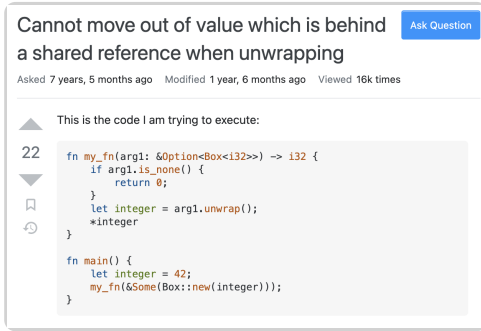 Cannot move out of value which is behind
a shared reference when unwrapping
Ask Question
Asked 7 years, 5 months ago Modified 1 year, 6 months ago Viewed 16k times
This is the code I am trying to execute:
22
fn my_fn(arg1: &Option<Box<i32>>) -> i32 {
    if arg1.is_none() {
        return 0;
    }
    let integer = arg1.unwrap();
    *integer
}
fn main() {
    let integer = 42;
    my_fn(&Some(Box::new(integer)));
}